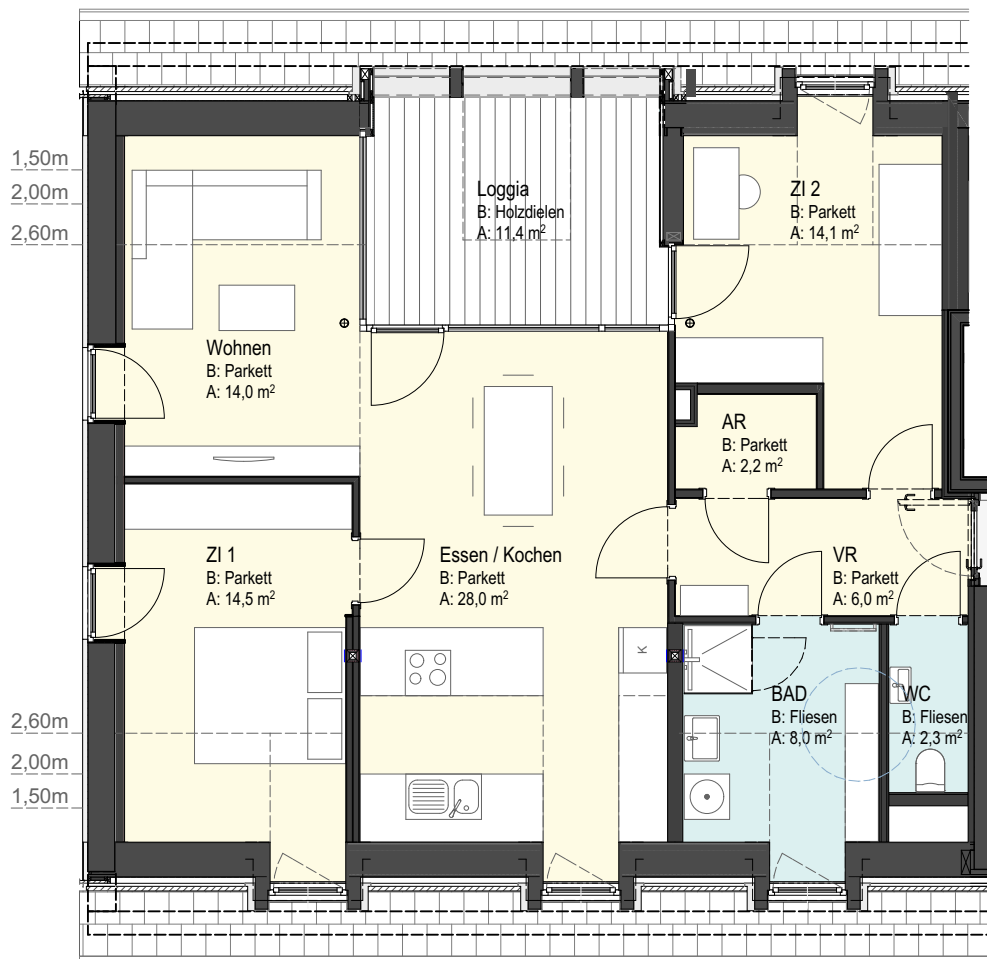 1,50m
2,00m
2,60m
Loggia
B: Holzdielen
A: 11,4 m²
ZI 2
B: Parkett
A: 14,1 m²
Wohnen
B: Parkett
A: 14,0 m²
AR
B: Parkett
A: 2,2 m²
ZI 1
B: Parkett
A: 14,5 m²
Essen / Kochen
B: Parkett
A: 28,0 m²
VR
B: Parkett
A: 6,0 m²
K
BAD
B: Fliesen
A: 8,0 m²
WC
B: Fliesen
A: 2,3 m²
2,60m
2,00m
1,50m